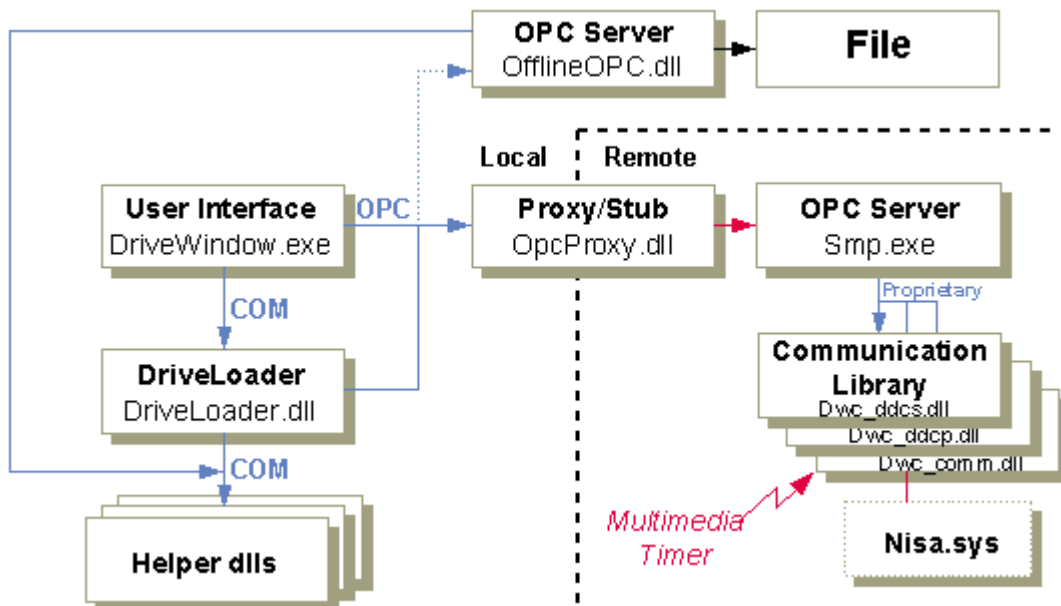 OPC Server
OfflineOPC.dll
File
Local
Remote
User Interface
DriveWindow.exe
OPC
Proxy/Stub
OpcProxy.dll
OPC Server
Smp.exe
COM
Proprietary
DriveLoader
DriveLoader.dll
Communication
Library
Dwc_ddcs.dll
Dwc_ddcp.dll
Dwc_comm.dll
COM
Multimedia
Timer
Helper dlls
Nisa.sys